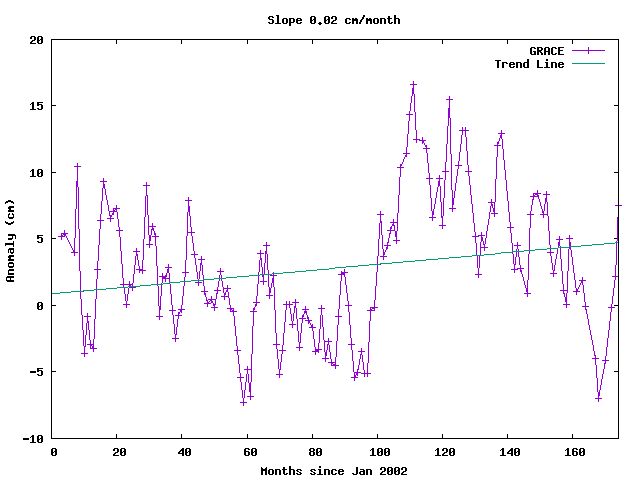 Slope 0.02 cm/month
GRACE
Trend Line
Anomaly (cm)
20
15
10
5
0
-5
-10
0 20 40 60 80 100 120 140 160
Months since Jan 2002